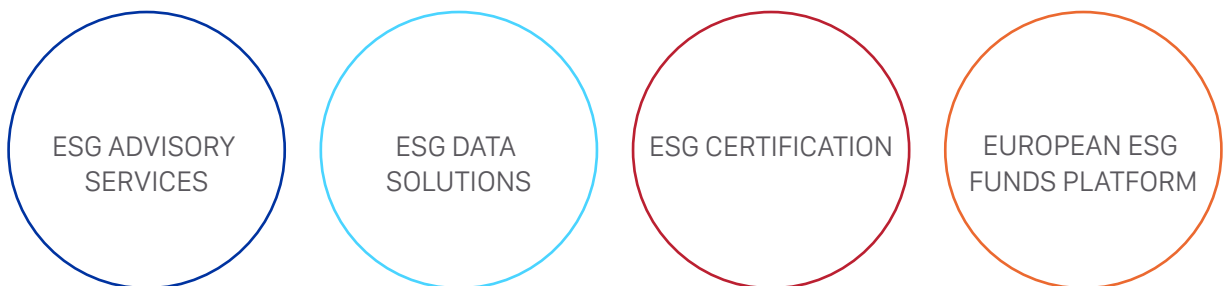 ESG ADVISORY
SERVICES
ESG DATA
SOLUTIONS
ESG CERTIFICATION
EUROPEAN ESG
FUNDS PLATFORM